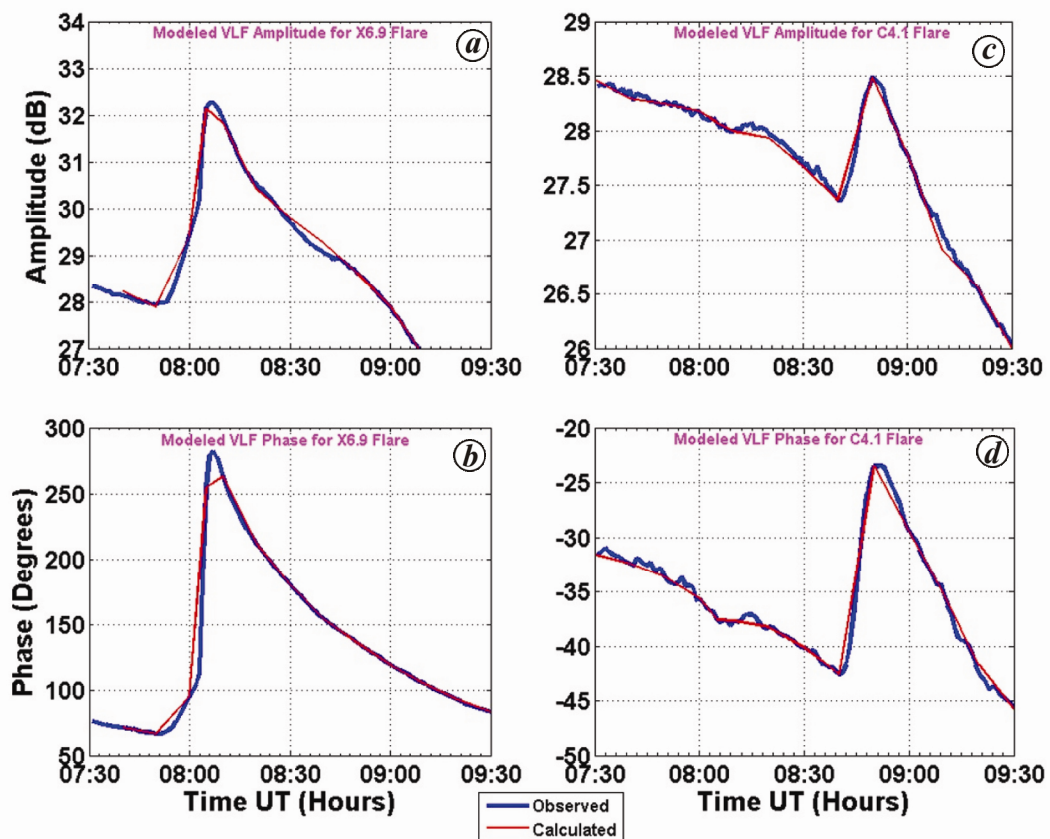 Modeled VLF Amplitude for X6.9 Flare
a
Amplitude (dB)
34
33
32
31
30
29
28
27
07:30 08:00 08:30 09:00 09:30
Modeled VLF Amplitude for C4.1 Flare
c
29
28.5
28
27.5
27
26.5
26
07:30 08:00 08:30 09:00 09:30
Modeled VLF Phase for X6.9 Flare
b
Phase (Degrees)
300
250
200
150
100
50
07:30 08:00 08:30 09:00 09:30
Time UT (Hours)
Modeled VLF Phase for C4.1 Flare
d
-20
-25
-30
-35
-40
-45
-50
07:30 08:00 08:30 09:00 09:30
Time UT (Hours)
Observed
Calculated